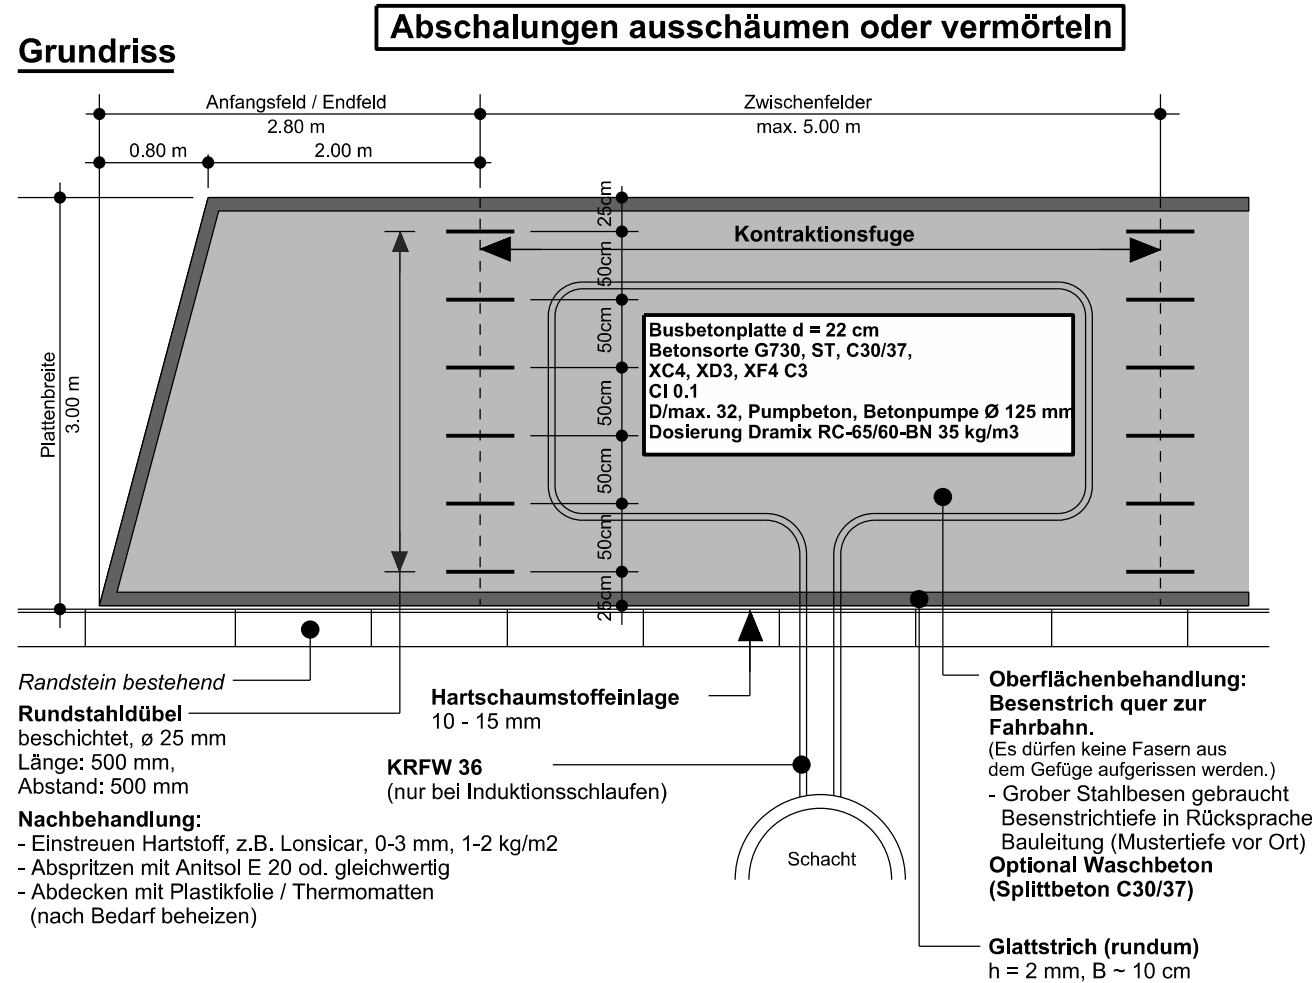 Abschalungen ausschäumen oder vermörteln
Grundriss
Anfangsfeld / Endfeld
2.80 m
0.80 m
2.00 m
Zwischenfelder
max. 5.00 m
Plattenbreite
3.00 m
25cm
50cm
50cm
50cm
50cm
50cm
25cm
Kontraktionsfuge
Busbetonplatte d = 22 cm
Betonsorte G730, ST, C30/37,
XC4, XD3, XF4 C3
Cl 0.1
D/max. 32, Pumpbeton, Betonpumpe Ø 125 mm
Dosierung Dramix RC-65/60-BN 35 kg/m3
Randstein bestehend
Rundstahldübel
beschichtet, ø 25 mm
Länge: 500 mm,
Abstand: 500 mm
Nachbehandlung:
- Einstreuen Hartstoff, z.B. Lonsicar, 0-3 mm, 1-2 kg/m2
- Abspritzen mit Anitsol E 20 od. gleichwertig
- Abdecken mit Plastikfolie / Thermomatten
(nach Bedarf beheizen)
Hartschaumstoffeinlage
10 - 15 mm
KRFW 36
(nur bei Induktionsschlaufen)
Schacht
Oberflächenbehandlung:
Besenstrich quer zur
Fahrbahn.
(Es dürfen keine Fasern aus
dem Gefüge aufgerissen werden.)
- Grober Stahlbesen gebraucht
Besenstrichtiefe in Rücksprache
Bauleitung (Mustertiefe vor Ort)
Optional Waschbeton
(Splittbeton C30/37)
Glattstrich (rundum)
h = 2 mm, B ~ 10 cm